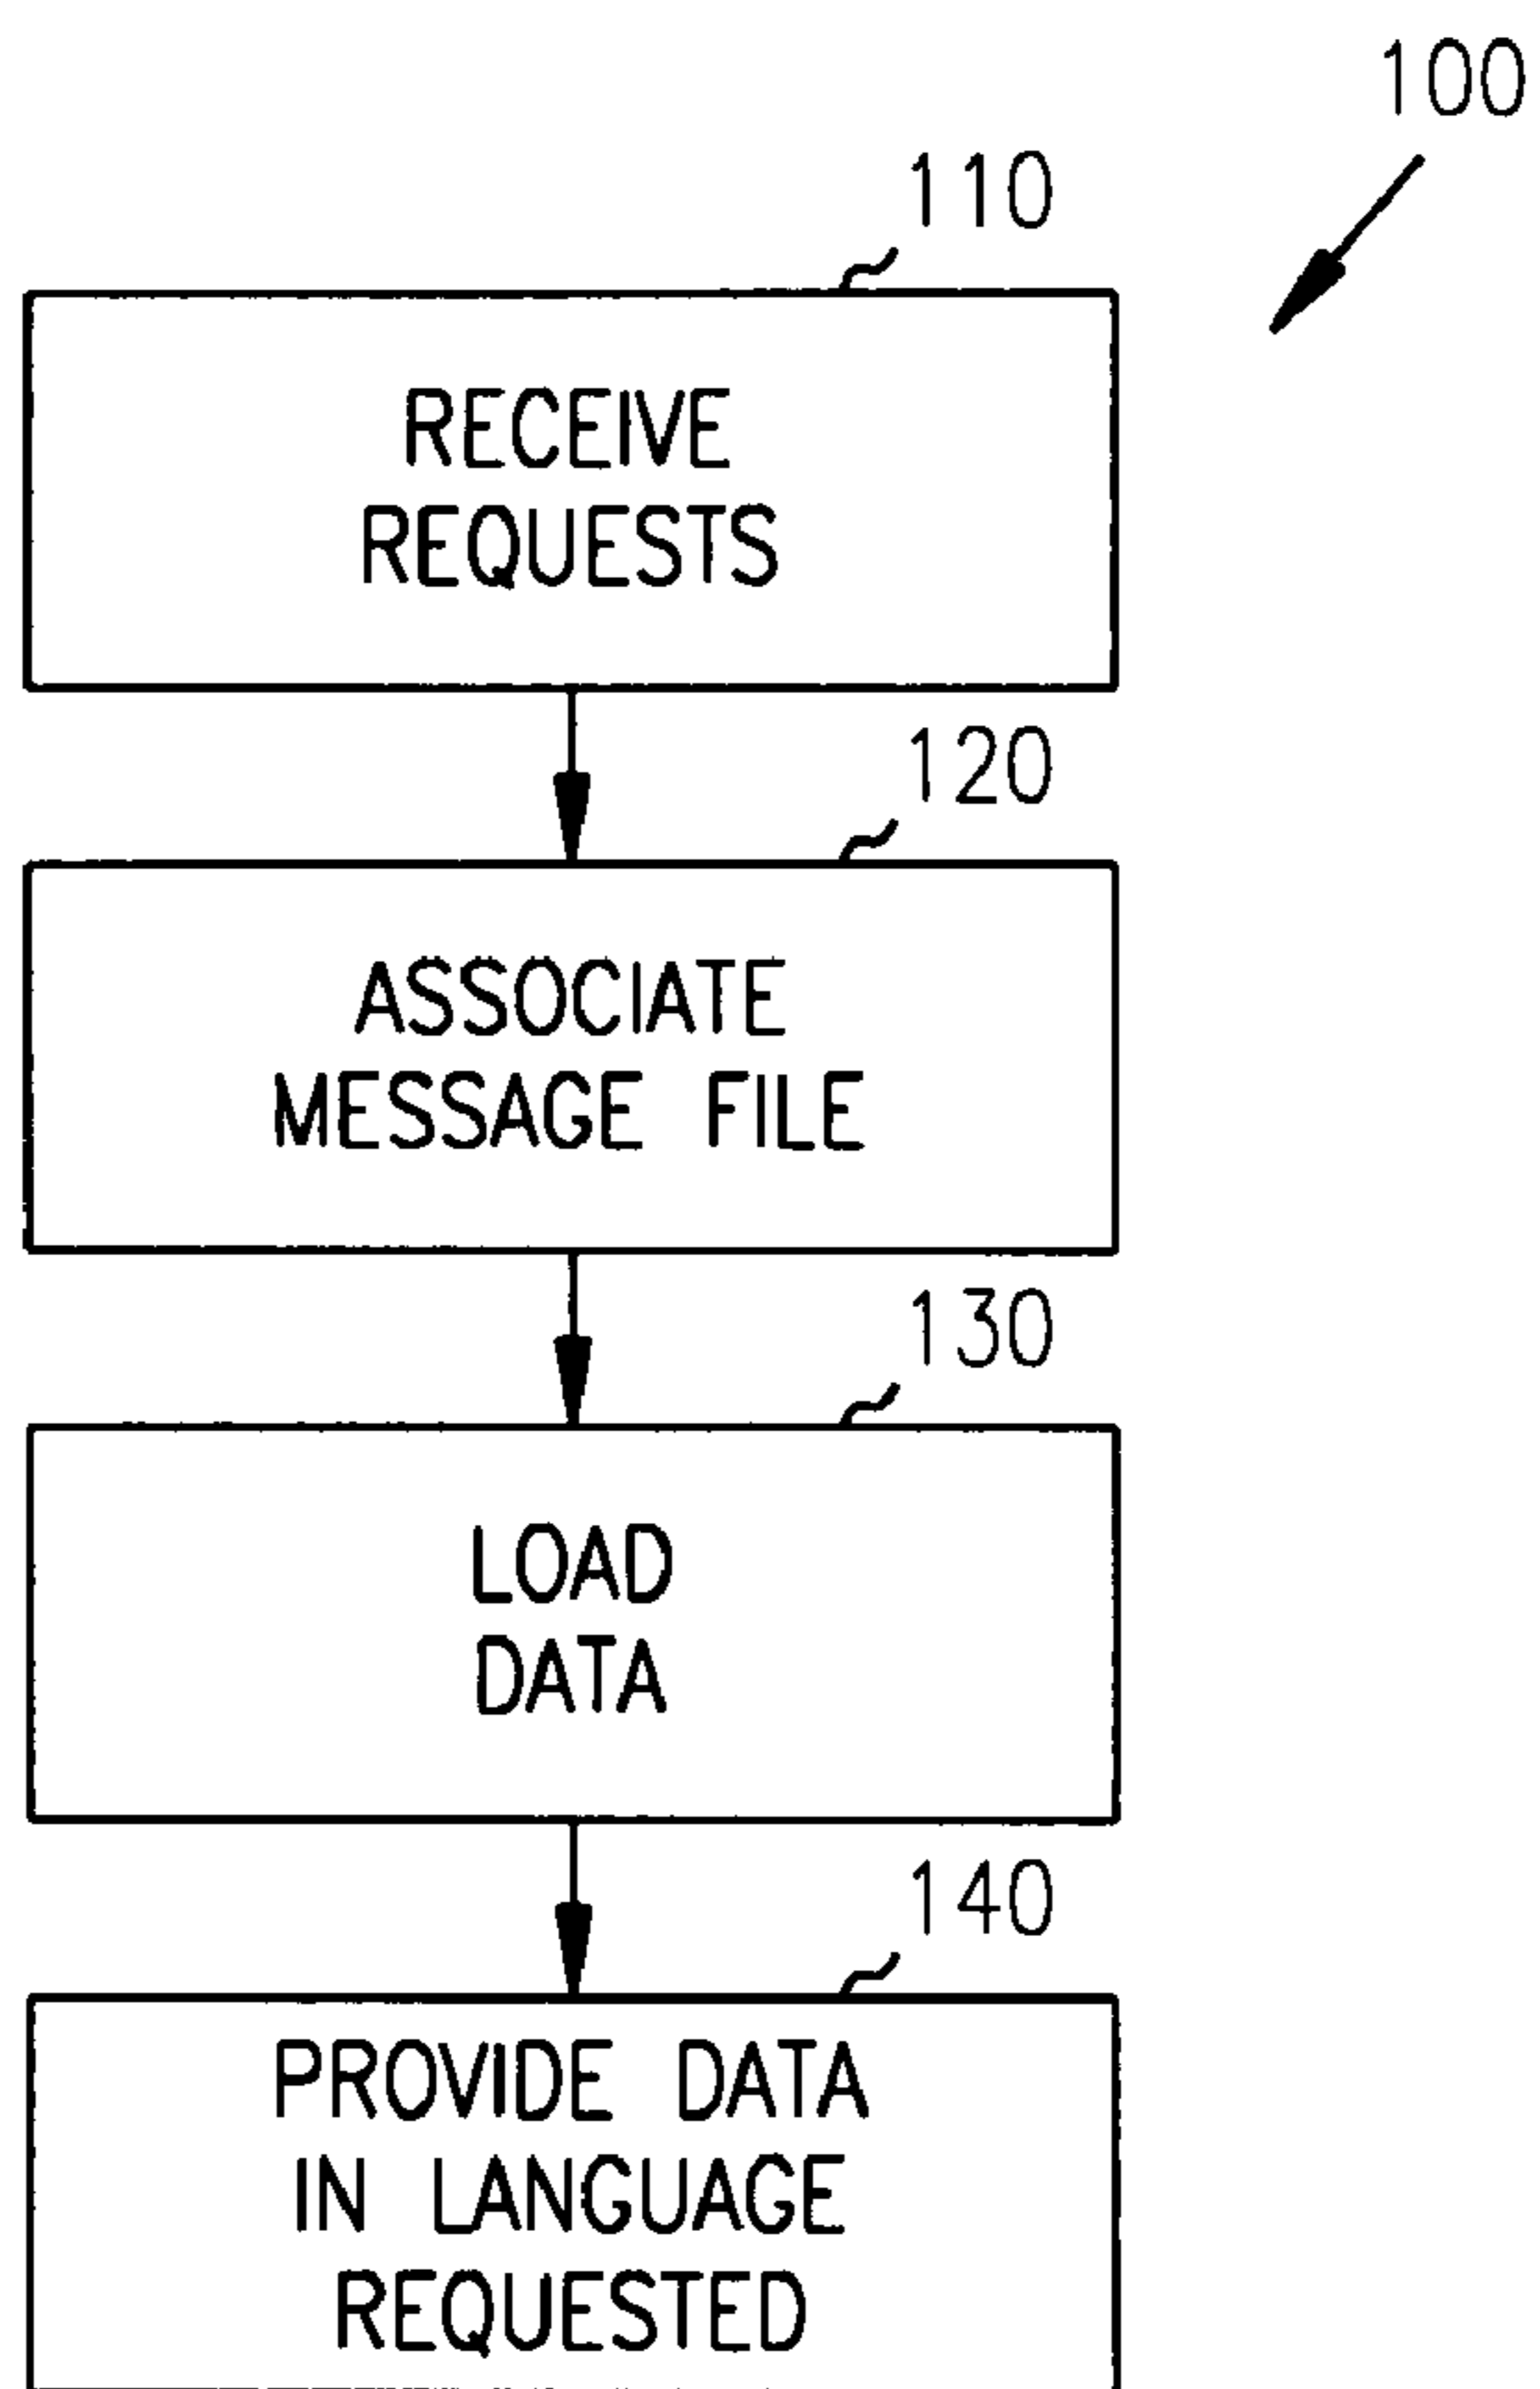 100
110
RECEIVE
REQUESTS
120
ASSOCIATE
MESSAGE FILE
130
LOAD
DATA
140
PROVIDE DATA
IN LANGUAGE
REQUESTED